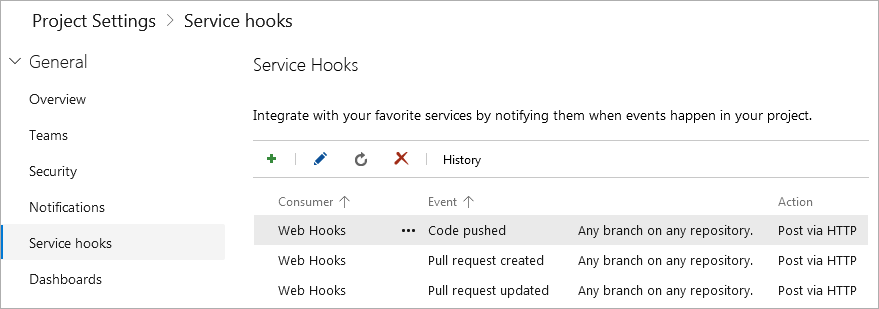 Project Settings > Service hooks
General
Overview
Teams
Security
Notifications
Service hooks
Dashboards
Service Hooks
Integrate with your favorite services by notifying them when events happen in your project.
History
Consumer ↑ Event ↑ Action
Web Hooks ••• Code pushed Any branch on any repository. Post via HTTP
Web Hooks Pull request created Any branch on any repository. Post via HTTP
Web Hooks Pull request updated Any branch on any repository. Post via HTTP